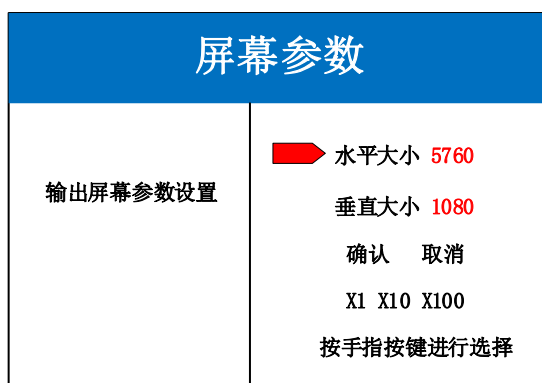 屏幕参数
输出屏幕参数设置
水平大小 5760
垂直大小 1080
确认 取消
X1 X10 X100
按手指按键进行选择